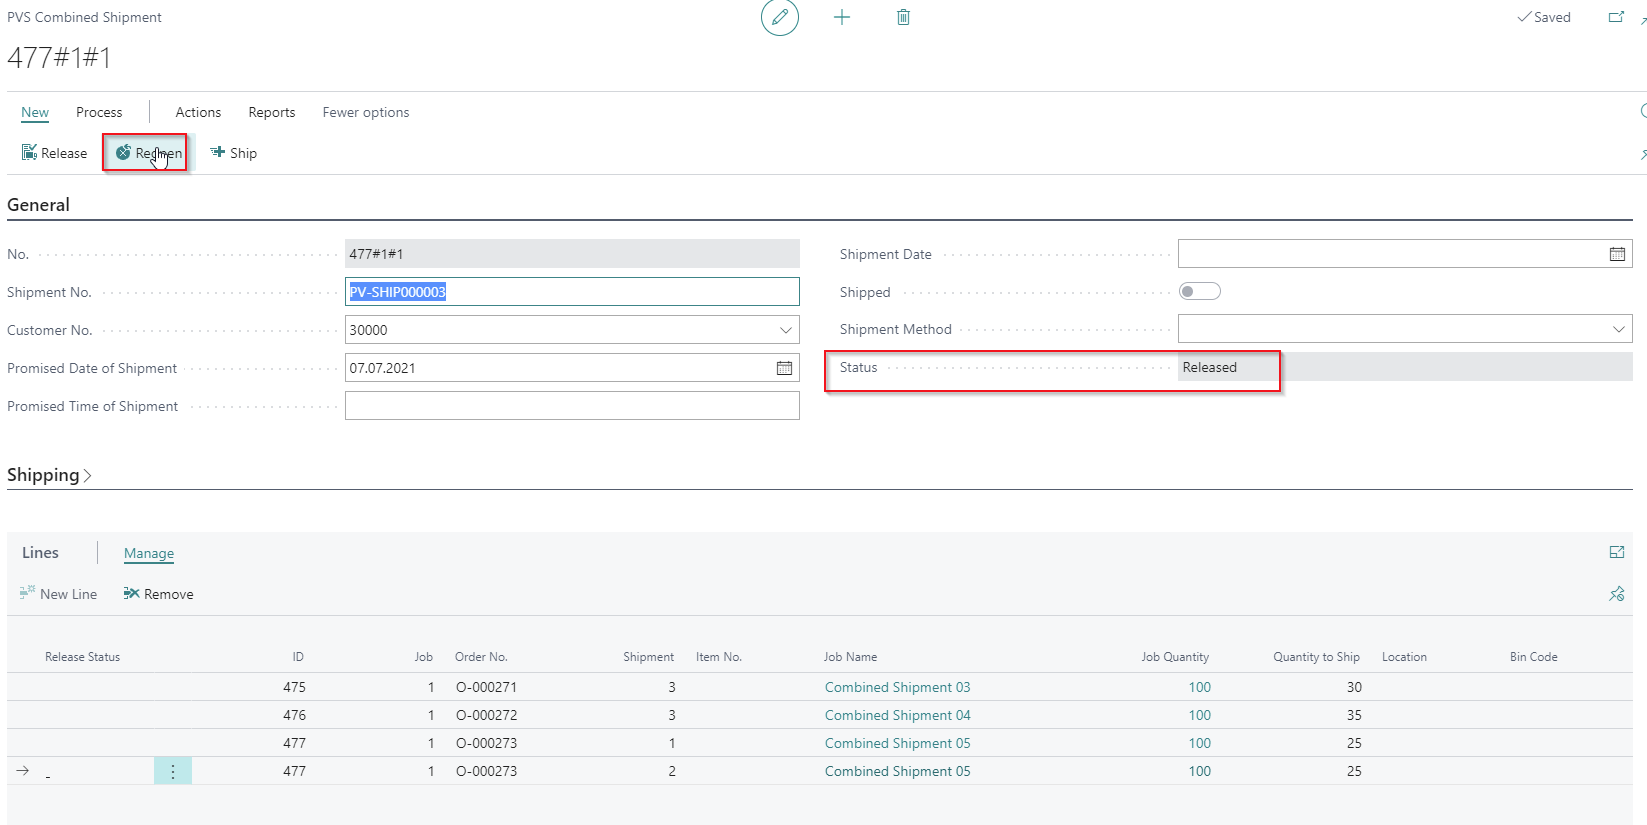 PVS Combined Shipment
Saved
477#1#1
New Process Actions Reports Fewer options
Release Ship
General
No. 477#1#1 Shipment Date
Shipment No. PV-SHIP000003 Shipped
Customer No. 30000 Shipment Method
Promised Date of Shipment 07.07.2021 Status Released
Promised Time of Shipment
Shipping
Lines Manage
New Line Remove
Release Status ID Job Order No. Shipment Item No. Job Name Job Quantity Quantity to Ship Location Bin Code
475 1 O-000271 3 Combined Shipment 03 100 30
476 1 O-000272 3 Combined Shipment 04 100 35
477 1 O-000273 1 Combined Shipment 05 100 25
_ 477 1 O-000273 2 Combined Shipment 05 100 25